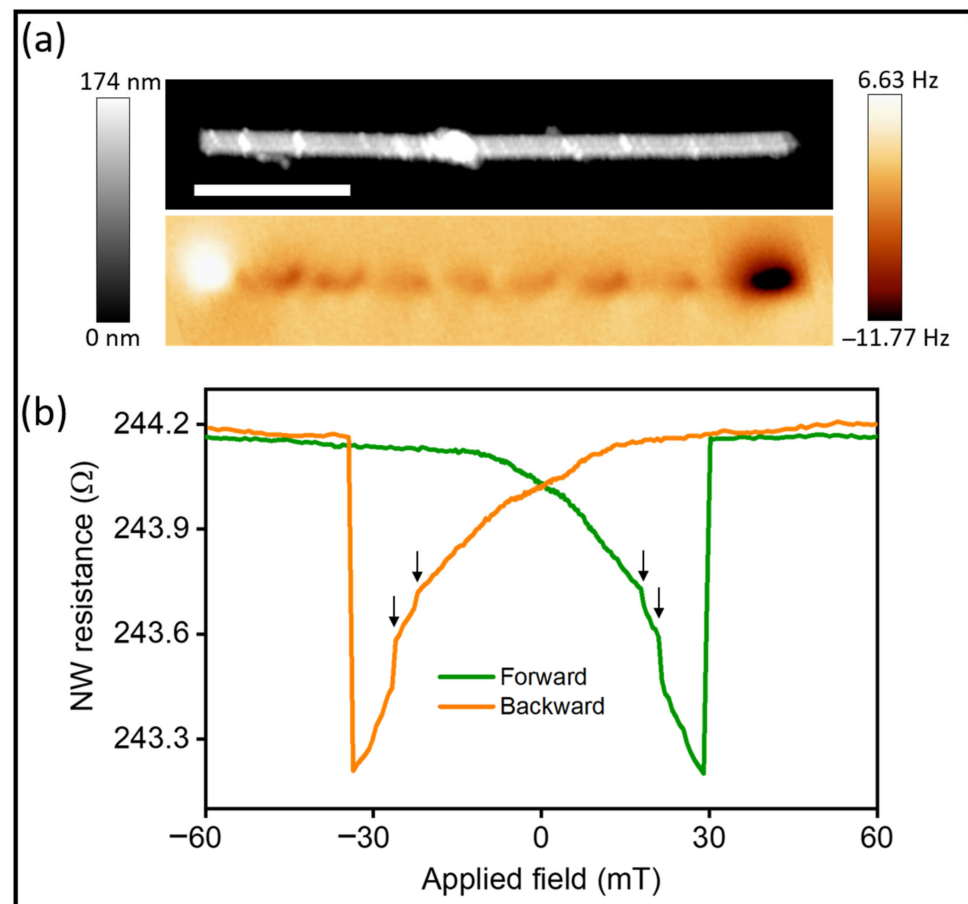 (a)
174 nm
0 nm
6.63 Hz
−11.77 Hz
(b)
NW resistance (Ω)
244.2
243.9
243.6
243.3
Forward
Backward
−60
−30
0
30
60
Applied field (mT)